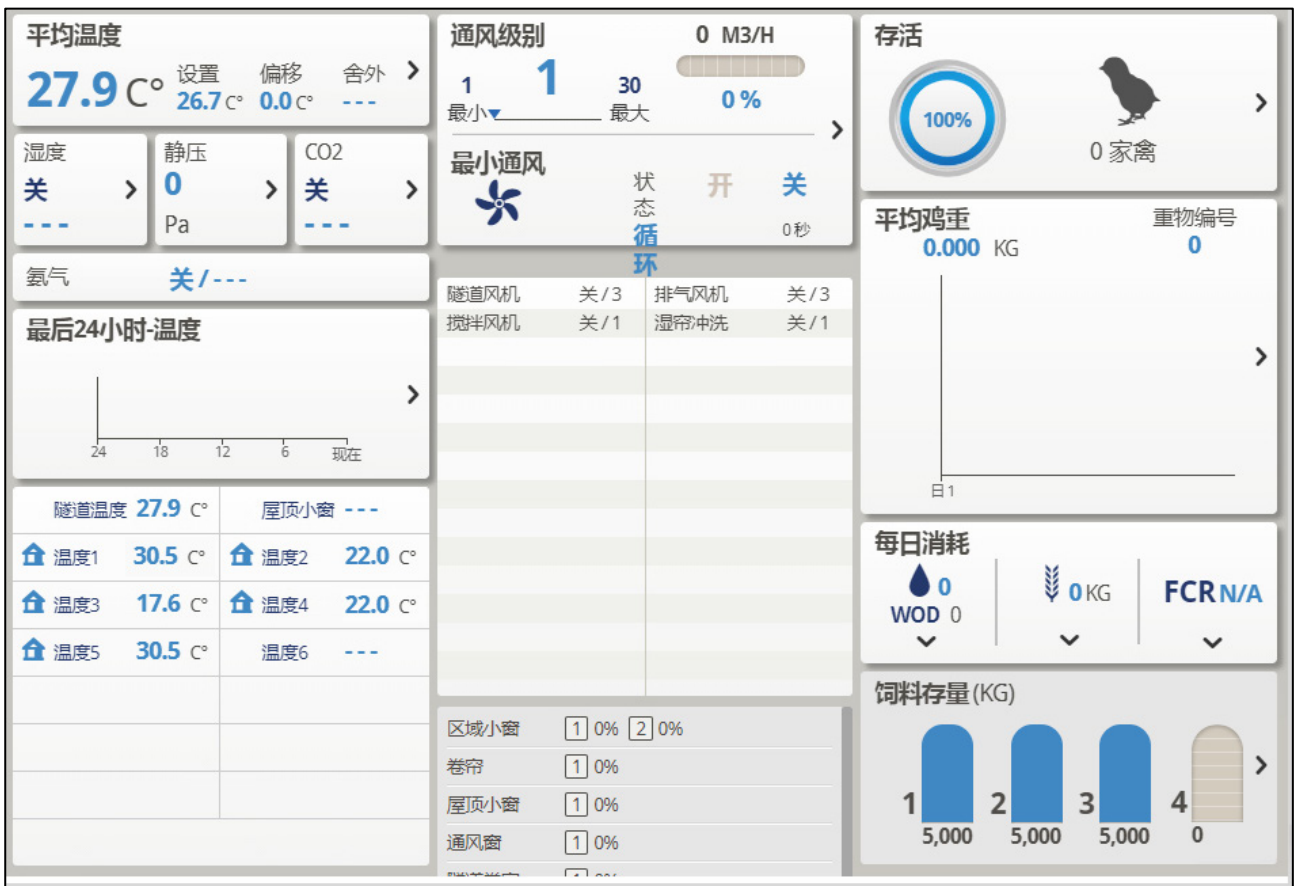 平均温度
27.9 C° 设置 26.7 C° 偏移 0.0 C° 舍外 ---
湿度
关
---
静压
0
Pa
CO2
关
---
氨气 关/---
最后24小时-温度
24 18 12 6 现在
隧道温度 27.9 C° 屋顶小窗 ---
温度1 30.5 C° 温度2 22.0 C°
温度3 17.6 C° 温度4 22.0 C°
温度5 30.5 C° 温度6 ---
通风级别
1
1 30
最小 最大
0 M3/H
0 %
最小通风
状态
循环
开 关
0秒
隧道风机 关/3 排气风机 关/3
搅拌风机 关/1 湿帘冲洗 关/1
区域小窗 1 0% 2 0%
卷帘 1 0%
屋顶小窗 1 0%
通风窗 1 0%
存活
100%
0 家禽
平均鸡重
0.000 KG
重物编号
0
日1
每日消耗
0
WOD 0
0 KG
FCR N/A
饲料存量(KG)
1 2 3 4
5,000 5,000 5,000 0